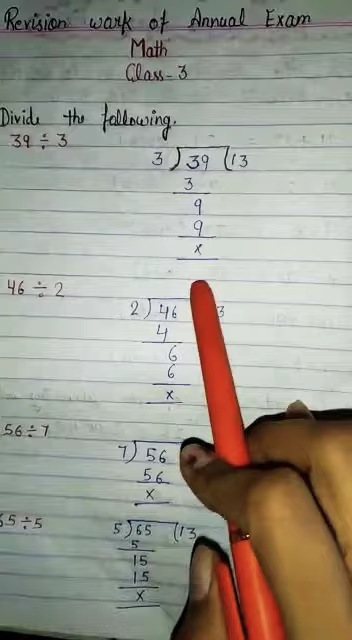 Revision wark of Annual Exam
Math
Class-3
Divide the following.
39 ÷ 3
3 ) 39 ( 13
3
9
9
x
46 ÷ 2
2 ) 46 3
4
6
6
x
56 ÷ 7
7 ) 56
56
x
65 ÷ 5
5 ) 65 ( 13
5
15
15
x